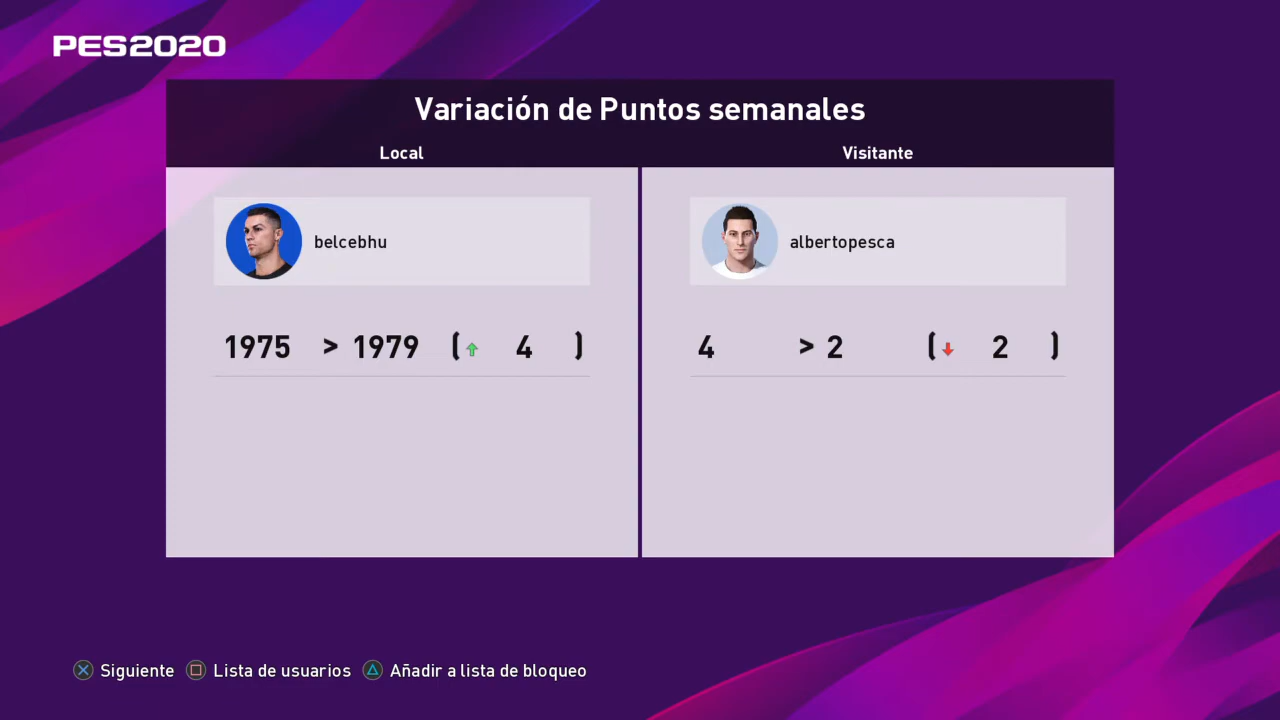 PES2020
Variación de Puntos semanales
Local Visitante
belcebhu albertopesca
1975 > 1979 ( 4 ) 4 > 2 ( 2 )
Siguiente Lista de usuarios Añadir a lista de bloqueo